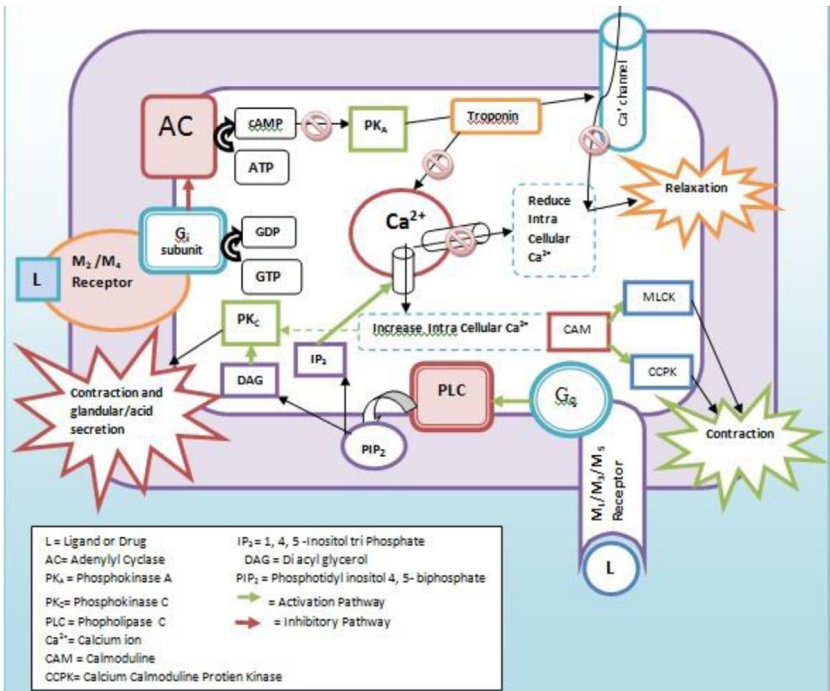 AC
cAMP
ATP
PKA
Troponin
Ca⁺ channel
Relaxation
Ca2+
Reduce
Intra
Cellular
Ca²⁺
Gi
subunit
GDP
GTP
M2 /M4
Receptor
L
PKC
Increase Intra Cellular Ca²⁺
CAM
MLCK
CCPK
IP3
DAG
PLC
GQ
PIP2
Contraction and
glandular/acid
secretion
Contraction
M1/M3/M5
Receptor
L
L = Ligand or Drug
AC= Adenylyl Cyclase
PKA = Phosphokinase A
PKC= Phosphokinase C
PLC = Phopholipase C
Ca²⁺= Calcium ion
CAM = Calmoduline
CCPK= Calcium Calmoduline Protien Kinase
IP3= 1, 4, 5 -Inositol tri Phosphate
DAG = Di acyl glycerol
PIP2 = Phosphotidyl inositol 4, 5- biphosphate
= Activation Pathway
= Inhibitory Pathway